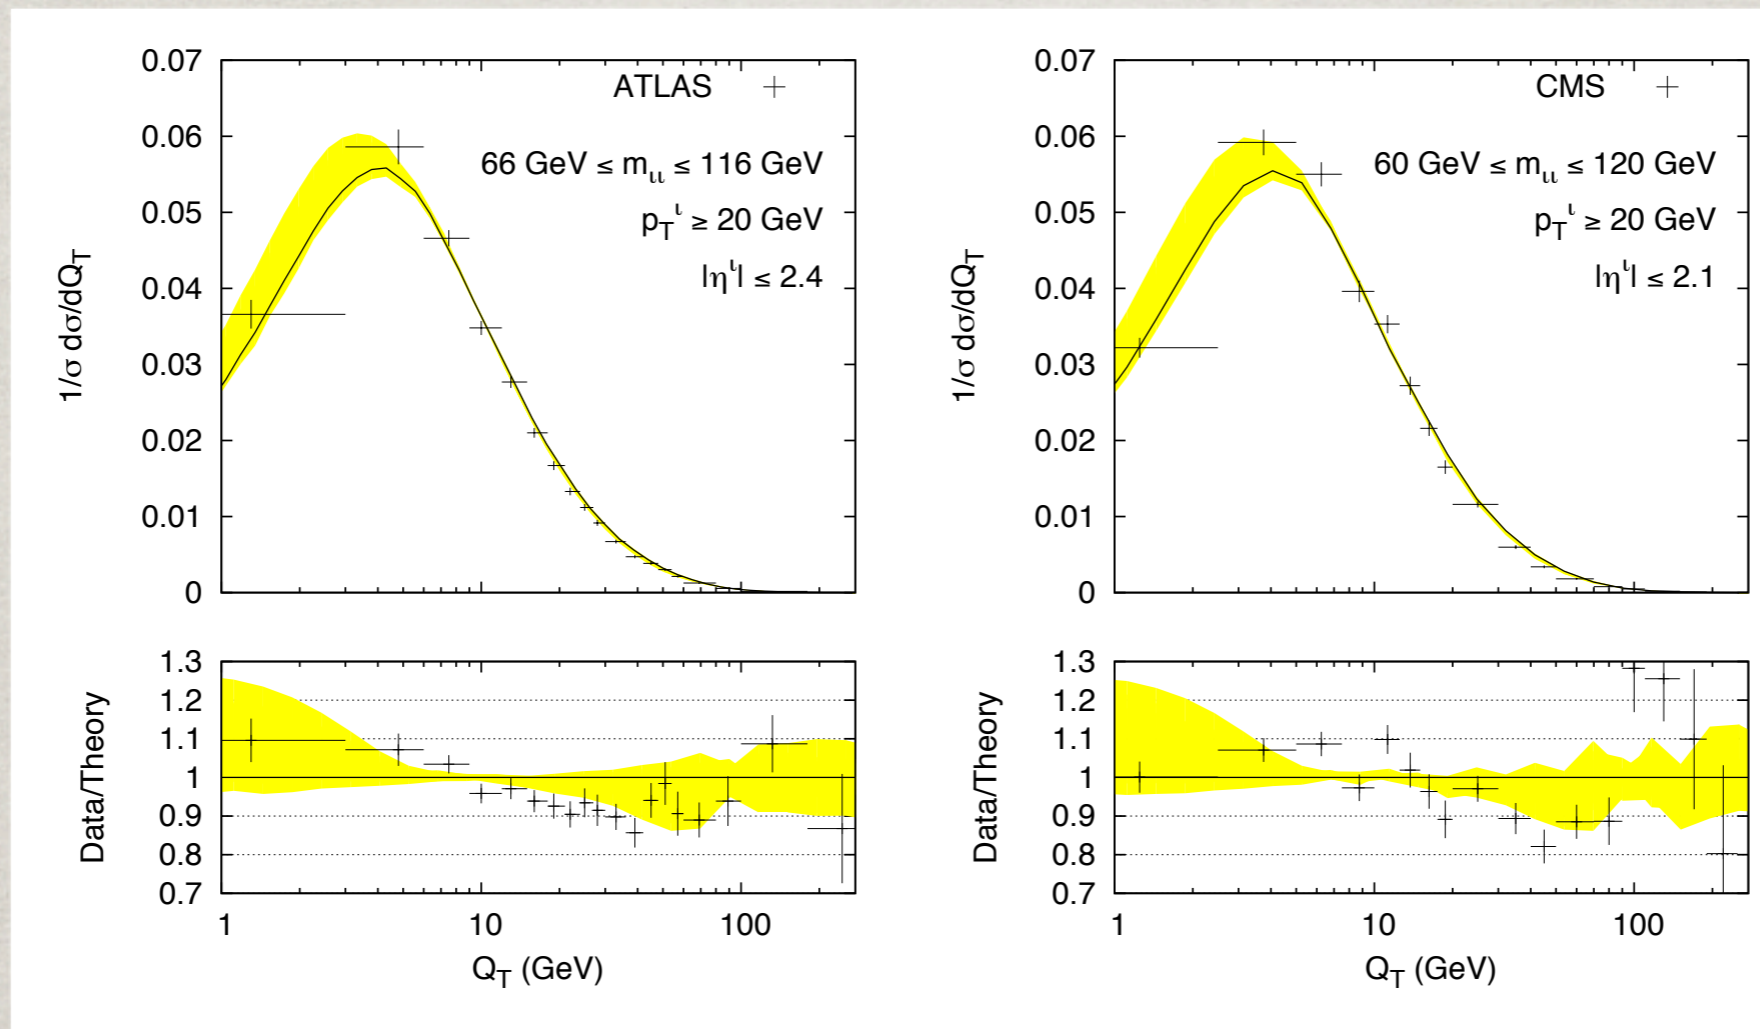 0.07
0.06
0.05
0.04
0.03
0.02
0.01
0
1/σ dσ/dQ_T
ATLAS
66 GeV ≤ m_ιι ≤ 116 GeV
p_T^ι ≥ 20 GeV
|η^ι| ≤ 2.4
1.3
1.2
1.1
1
0.9
0.8
0.7
Data/Theory
1 10 100
Q_T (GeV)
0.07
0.06
0.05
0.04
0.03
0.02
0.01
0
1/σ dσ/dQ_T
CMS
60 GeV ≤ m_ιι ≤ 120 GeV
p_T^ι ≥ 20 GeV
|η^ι| ≤ 2.1
1.3
1.2
1.1
1
0.9
0.8
0.7
Data/Theory
1 10 100
Q_T (GeV)